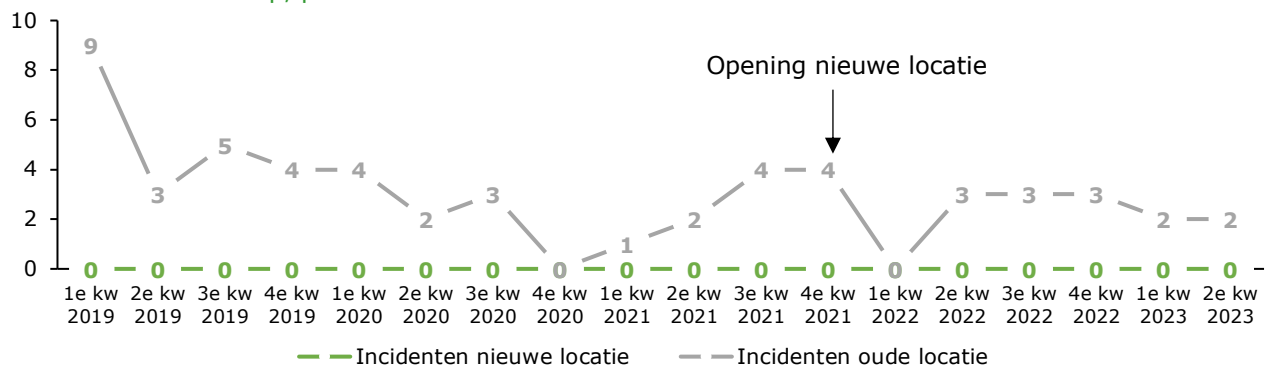 10
8
6
4
2
0
Opening nieuwe locatie
9 3 5 4 4 2 3 0 1 2 4 4 0 3 3 3 2 2
0 0 0 0 0 0 0 0 0 0 0 0 0 0 0 0
1e kw 2e kw 3e kw 4e kw 1e kw 2e kw 3e kw 4e kw 1e kw 2e kw 3e kw 4e kw 1e kw 2e kw 3e kw 4e kw 1e kw 2e kw
2019 2019 2019 2019 2020 2020 2020 2020 2021 2021 2021 2021 2022 2022 2022 2022 2023 2023
Incidenten nieuwe locatie Incidenten oude locatie